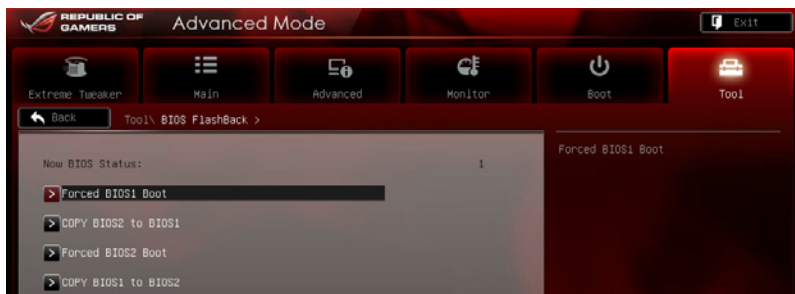 REPUBLIC OF
GAMERS
Advanced Mode
Exit
Extreme Tweaker
Main
Advanced
Monitor
Boot
Tool
Back
Tool\ BIOS FlashBack >
Now BIOS Status: 1
Forced BIOS1 Boot
> Forced BIOS1 Boot
> COPY BIOS2 to BIOS1
> Forced BIOS2 Boot
> COPY BIOS1 to BIOS2